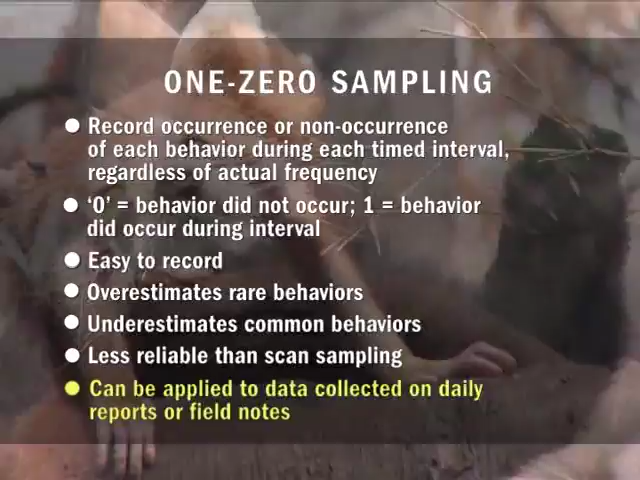 ONE-ZERO SAMPLING
● Record occurrence or non-occurrence
of each behavior during each timed interval,
regardless of actual frequency
● ‘0’ = behavior did not occur; 1 = behavior
did occur during interval
● Easy to record
● Overestimates rare behaviors
● Underestimates common behaviors
● Less reliable than scan sampling
● Can be applied to data collected on daily
reports or field notes